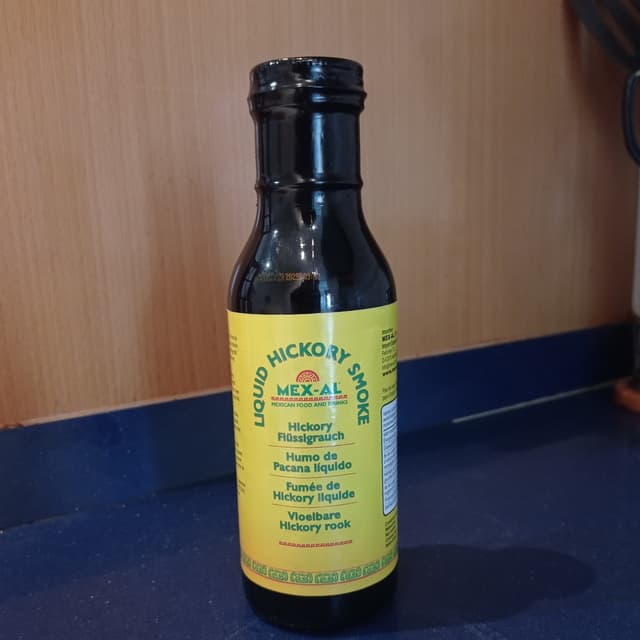 LIQUID HICKORY SMOKE
MEX-AL
MEXICAN FOOD AND DRINKS
Hickory
Flüssigrauch
Humo de
Pacana líquido
Fumée de
Hickory liquide
Vloeibare
Hickory rook